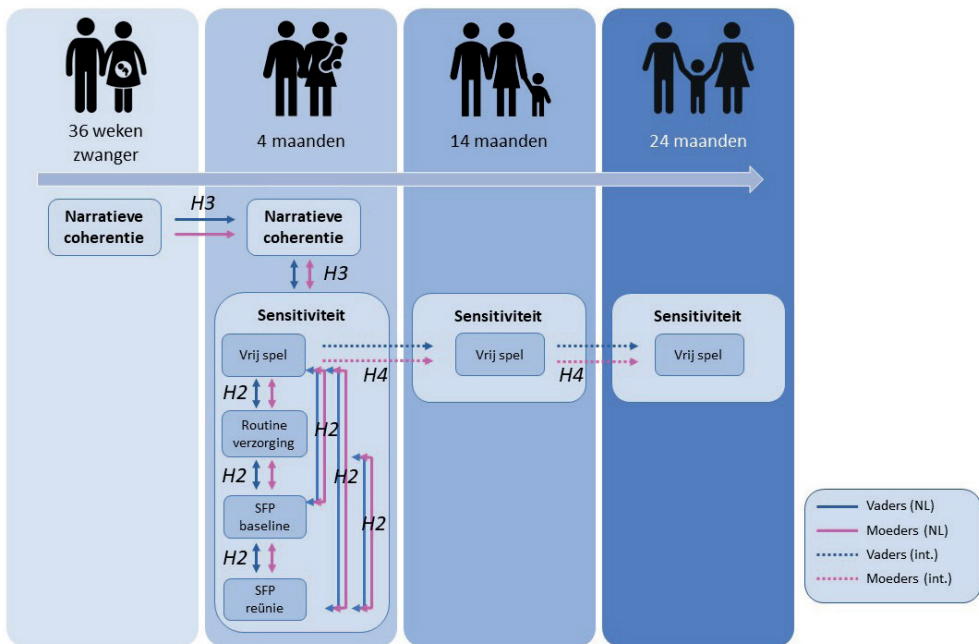 36 weken
zwanger
4 maanden
14 maanden
24 maanden
Narratieve
coherentie
H3
Narratieve
coherentie
H3
Sensitiviteit
Vrij spel
H2
Routine
verzorging
H2
SFP
baseline
H2
SFP
reünie
H2
H2
H2
H4
Sensitiviteit
Vrij spel
H4
Sensitiviteit
Vrij spel
Vaders (NL)
Moeders (NL)
Vaders (int.)
Moeders (int.)